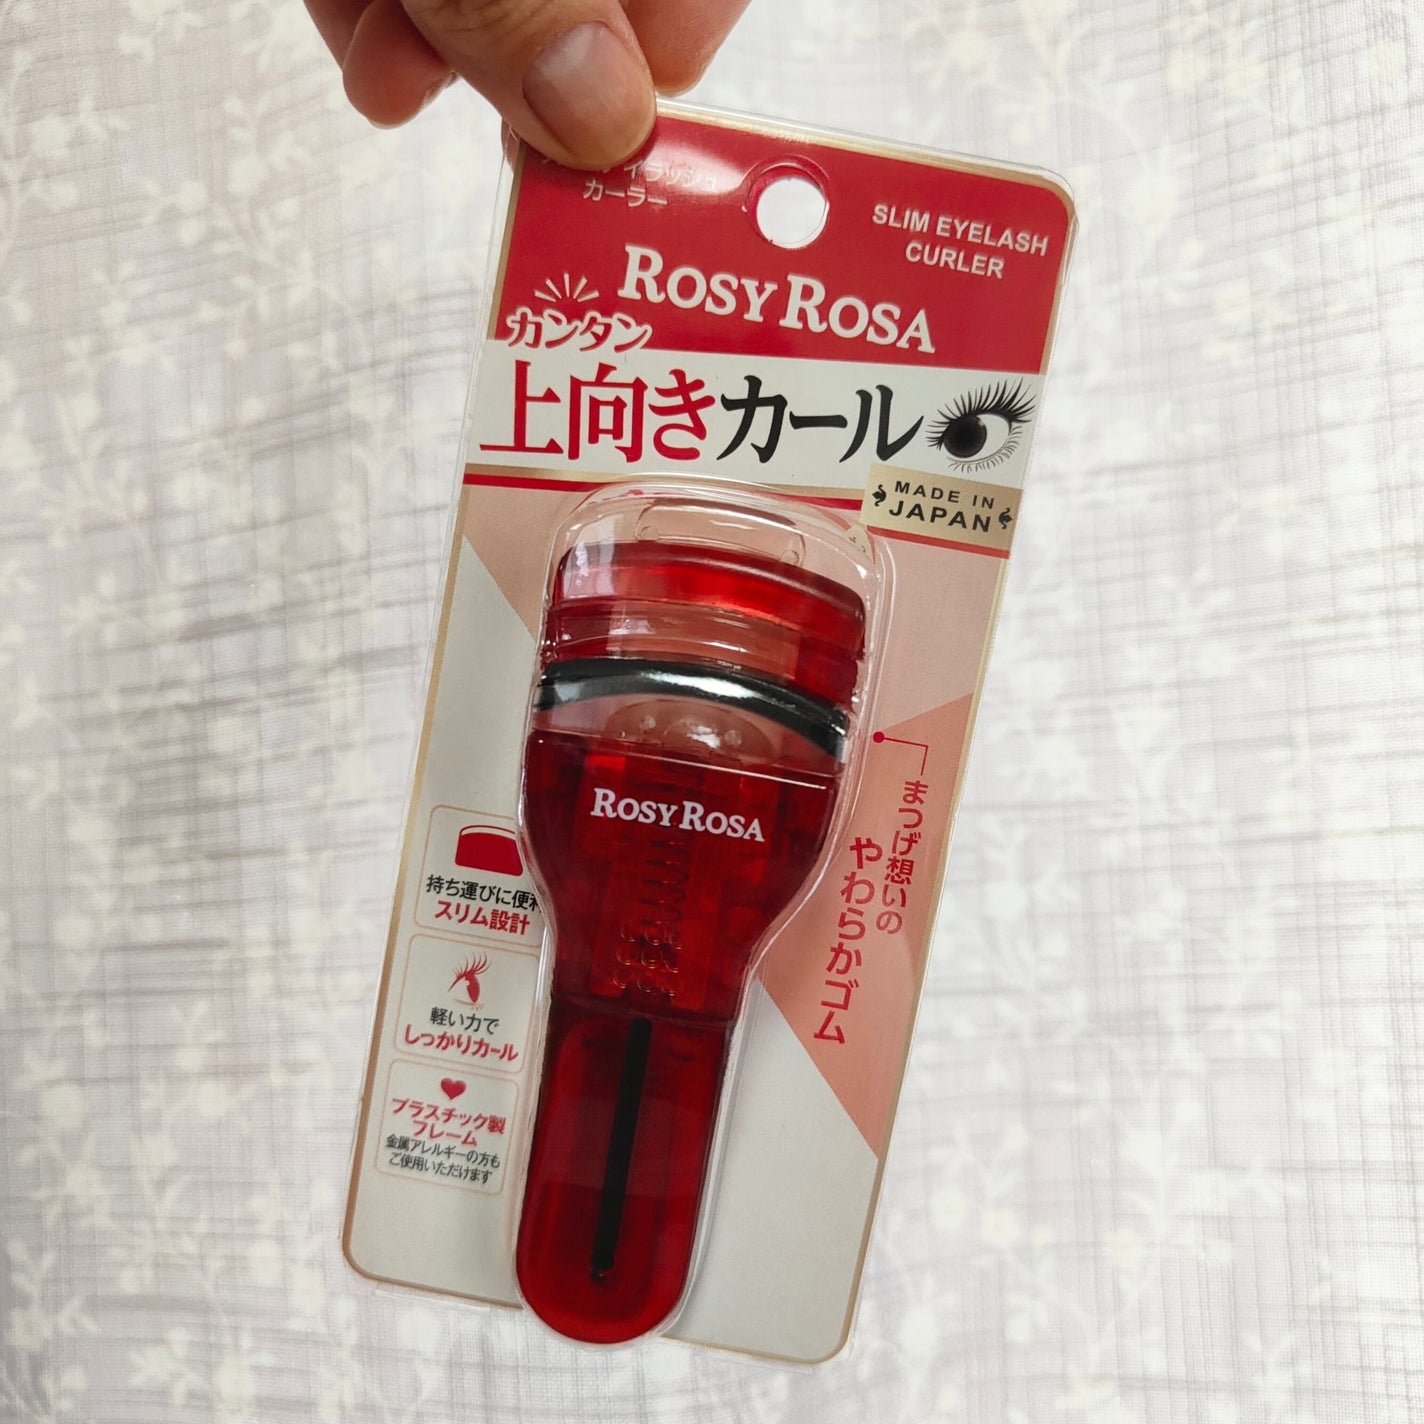 イラッシュ
カーラー
SLIM EYELASH
CURLER
ROSY ROSA
カンタン
上向きカール
MADE IN
JAPAN
ROSY ROSA
まつげ想いの
やわらかゴム
持ち運びに便利
スリム設計
軽い力で
しっかりカール
プラスチック製
フレーム
金属アレルギーの方も
ご使用いただけます